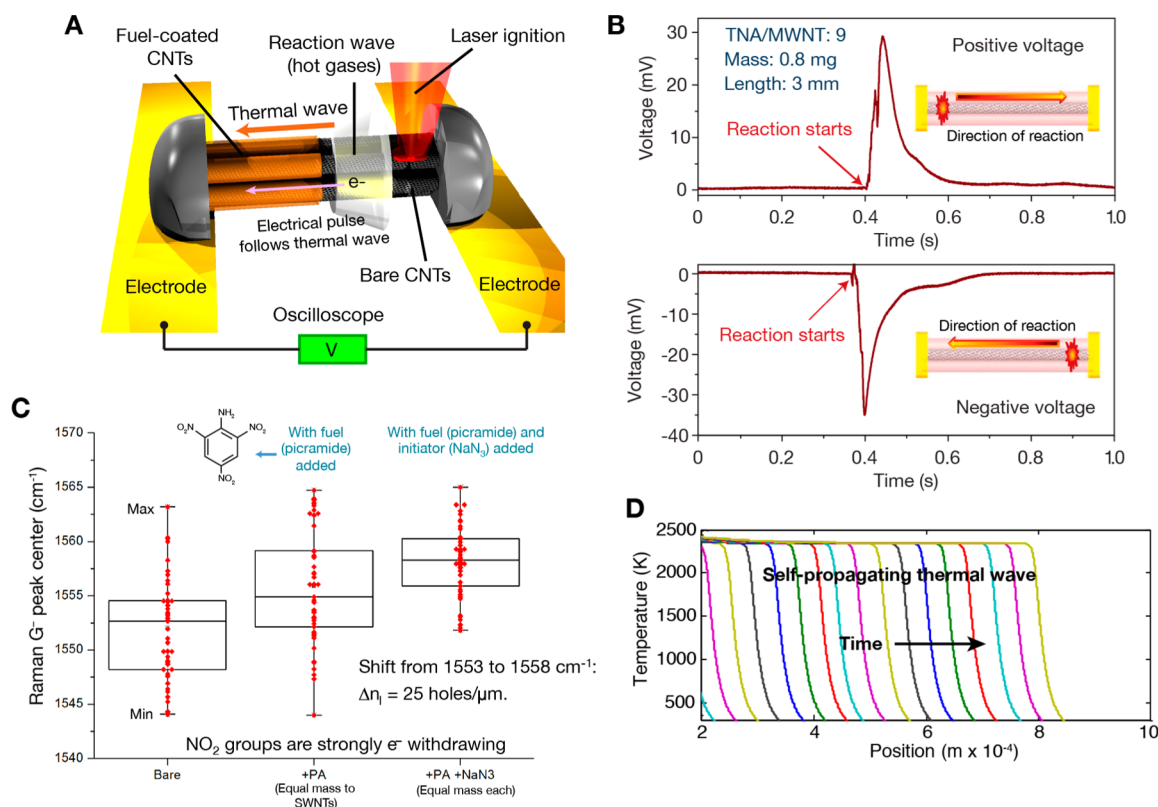 A
Fuel-coated
CNTs
Reaction wave
(hot gases)
Laser ignition
Thermal wave
e-
Electrical pulse
follows thermal wave
Bare CNTs
Electrode
Electrode
Oscilloscope
V
B
Voltage (mV)
30
20
10
0
TNA/MWNT: 9
Mass: 0.8 mg
Length: 3 mm
Positive voltage
Reaction starts
Direction of reaction
0
0.2
0.4
0.6
0.8
1.0
Time (s)
Voltage (mV)
0
-10
-20
-30
-40
Reaction starts
Direction of reaction
Negative voltage
0
0.2
0.4
0.6
0.8
1.0
Time (s)
C
Raman G⁻ peak center (cm⁻¹)
1570
1565
1560
1555
1550
1545
1540
NH₂
O₂N
NO₂
NO₂
With fuel
(picramide)
added
With fuel (picramide) and
initiator (NaN₃) added
Max
Min
Shift from 1553 to 1558 cm⁻¹:
Δnₗ = 25 holes/µm.
NO₂ groups are strongly e⁻ withdrawing
Bare
+PA
(Equal mass to
SWNTs)
+PA +NaN3
(Equal mass each)
D
Temperature (K)
2500
2000
1500
1000
500
Self-propagating thermal wave
Time
2
4
6
8
10
Position (m x 10⁻⁴)